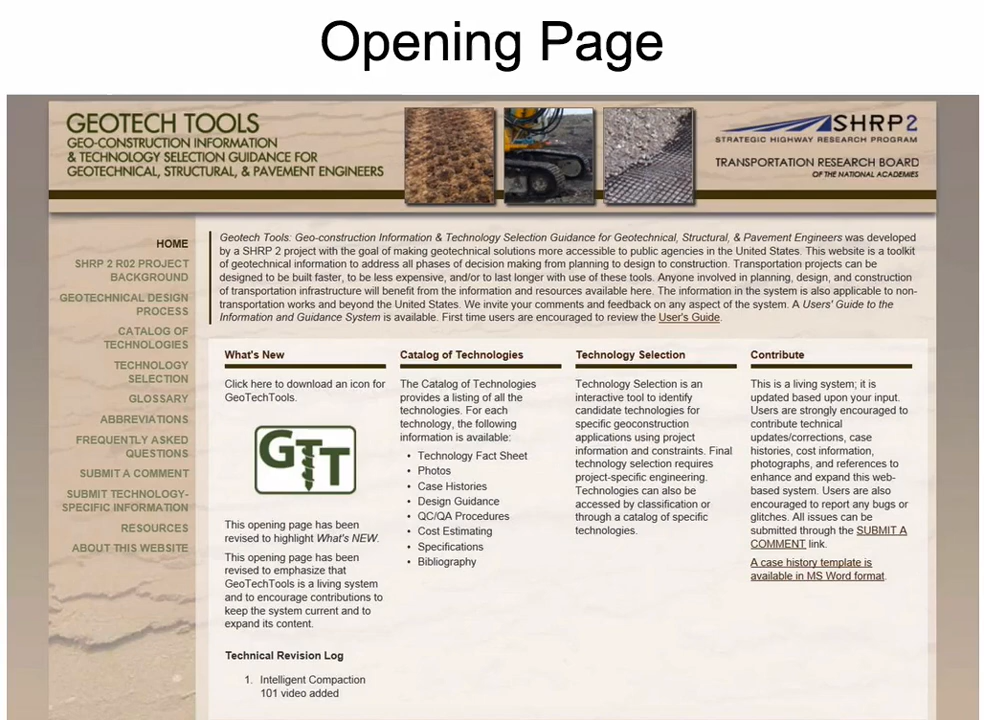 Opening Page
GEOTECH TOOLS
GEO-CONSTRUCTION INFORMATION
& TECHNOLOGY SELECTION GUIDANCE FOR
GEOTECHNICAL, STRUCTURAL, & PAVEMENT ENGINEERS
SHRP2
STRATEGIC HIGHWAY RESEARCH PROGRAM
TRANSPORTATION RESEARCH BOARD
OF THE NATIONAL ACADEMIES
HOME
SHRP 2 R02 PROJECT
BACKGROUND
GEOTECHNICAL DESIGN
PROCESS
CATALOG OF
TECHNOLOGIES
TECHNOLOGY
SELECTION
GLOSSARY
ABBREVIATIONS
FREQUENTLY ASKED
QUESTIONS
SUBMIT A COMMENT
SUBMIT TECHNOLOGY-
SPECIFIC INFORMATION
RESOURCES
ABOUT THIS WEBSITE
Geotech Tools: Geo-construction Information & Technology Selection Guidance for Geotechnical, Structural, & Pavement Engineers was developed
by a SHRP 2 project with the goal of making geotechnical solutions more accessible to public agencies in the United States. This website is a toolkit
of geotechnical information to address all phases of decision making from planning to design to construction. Transportation projects can be
designed to be built faster, to be less expensive, and/or to last longer with use of these tools. Anyone involved in planning, design, and construction
of transportation infrastructure will benefit from the information and resources available here. The information in the system is also applicable to non-
transportation works and beyond the United States. We invite your comments and feedback on any aspect of the system. A Users' Guide to the
Information and Guidance System is available. First time users are encouraged to review the User's Guide.
What's New
Click here to download an icon for
GeoTechTools.
GTT
This opening page has been
revised to highlight What's NEW.
This opening page has been
revised to emphasize that
GeoTechTools is a living system
and to encourage contributions to
keep the system current and to
expand its content.
Technical Revision Log
1. Intelligent Compaction
101 video added
Catalog of Technologies
The Catalog of Technologies
provides a listing of all the
technologies. For each
technology, the following
information is available:
• Technology Fact Sheet
• Photos
• Case Histories
• Design Guidance
• QC/QA Procedures
• Cost Estimating
• Specifications
• Bibliography
Technology Selection
Technology Selection is an
interactive tool to identify
candidate technologies for
specific geoconstruction
applications using project
information and constraints. Final
technology selection requires
project-specific engineering.
Technologies can also be
accessed by classification or
through a catalog of specific
technologies.
Contribute
This is a living system; it is
updated based upon your input.
Users are strongly encouraged to
contribute technical
updates/corrections, case
histories, cost information,
photographs, and references to
enhance and expand this web-
based system. Users are also
encouraged to report any bugs or
glitches. All issues can be
submitted through the SUBMIT A
COMMENT link.
A case history template is
available in MS Word format.